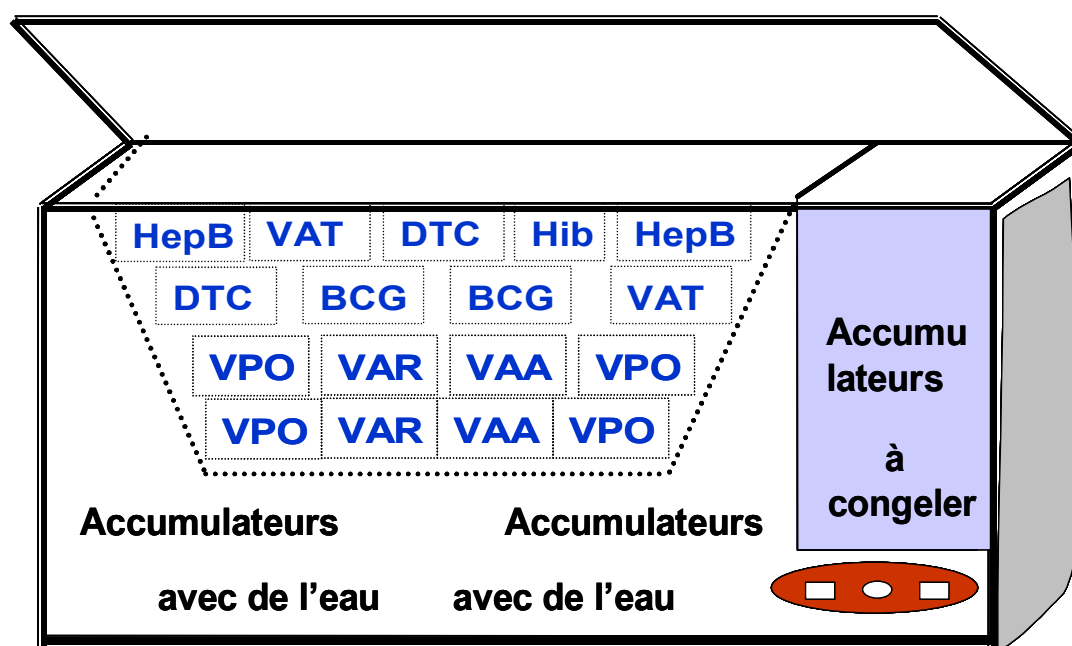 HepB VAT DTC Hib HepB
DTC BCG BCG VAT
VPO VAR VAA VPO
VPO VAR VAA VPO
Accumu
lateurs
à
congeler
Accumulateurs Accumulateurs
avec de l’eau avec de l’eau